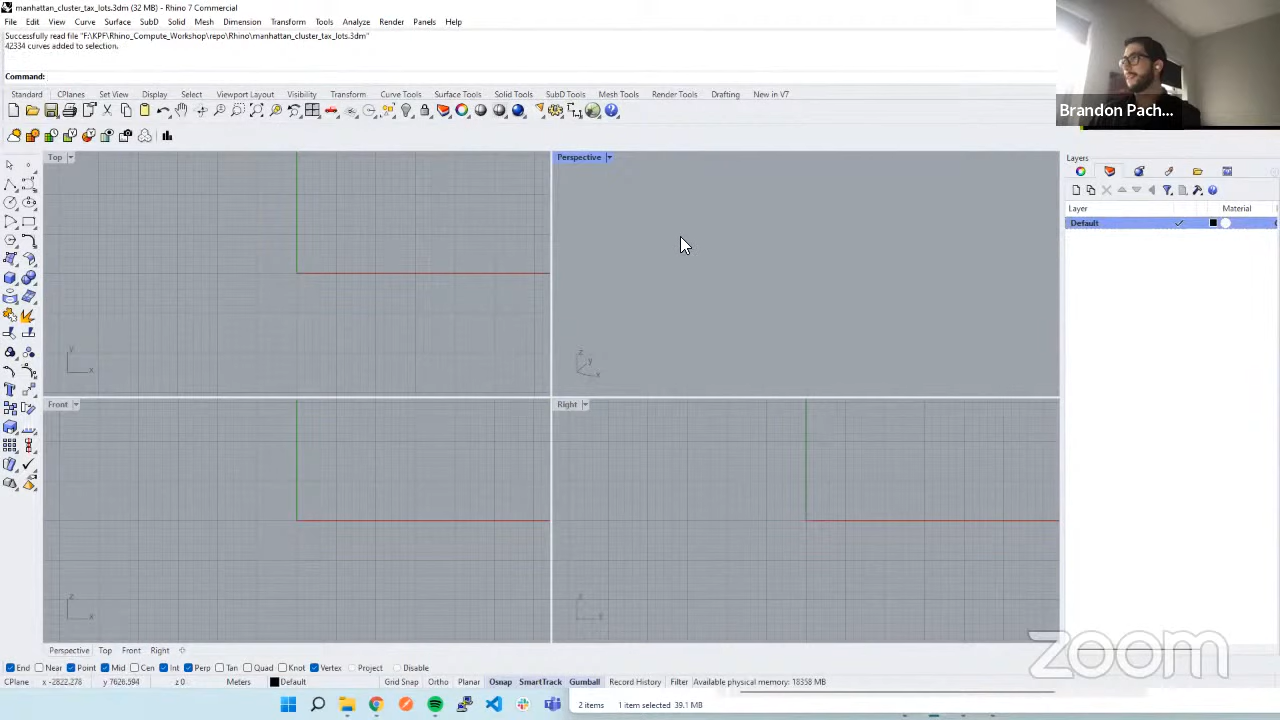 manhattan_cluster_tax_lots.3dm (32 MB) - Rhino 7 Commercial
File Edit View Curve Surface SubD Solid Mesh Dimension Transform Tools Analyze Render Panels Help
Successfully read file "F:\KPF\Rhino_Compute_Workshop\repo\Rhino\manhattan_cluster_tax_lots.3dm"
42334 curves added to selection.
Command:
Standard CPlanes Set View Display Select Viewport Layout Visibility Transform Curve Tools Surface Tools Solid Tools SubD Tools Mesh Tools Render Tools Drafting New in V7
Brandon Pach...
Top
Perspective
Layers
Layer Material
Default
y
x
z
y
x
Front
Right
z
x
z
Perspective Top Front Right
End Near Point Mid Cen Int Perp Tan Quad Knot Vertex Project Disable
CPlane x -2822.278 y 7628.594 z 0 Meters Default Grid Snap Ortho Planar Osnap SmartTrack Gumball Record History Filter Available physical memory: 18358 MB
2 items 1 item selected 39.1 MB
zoom